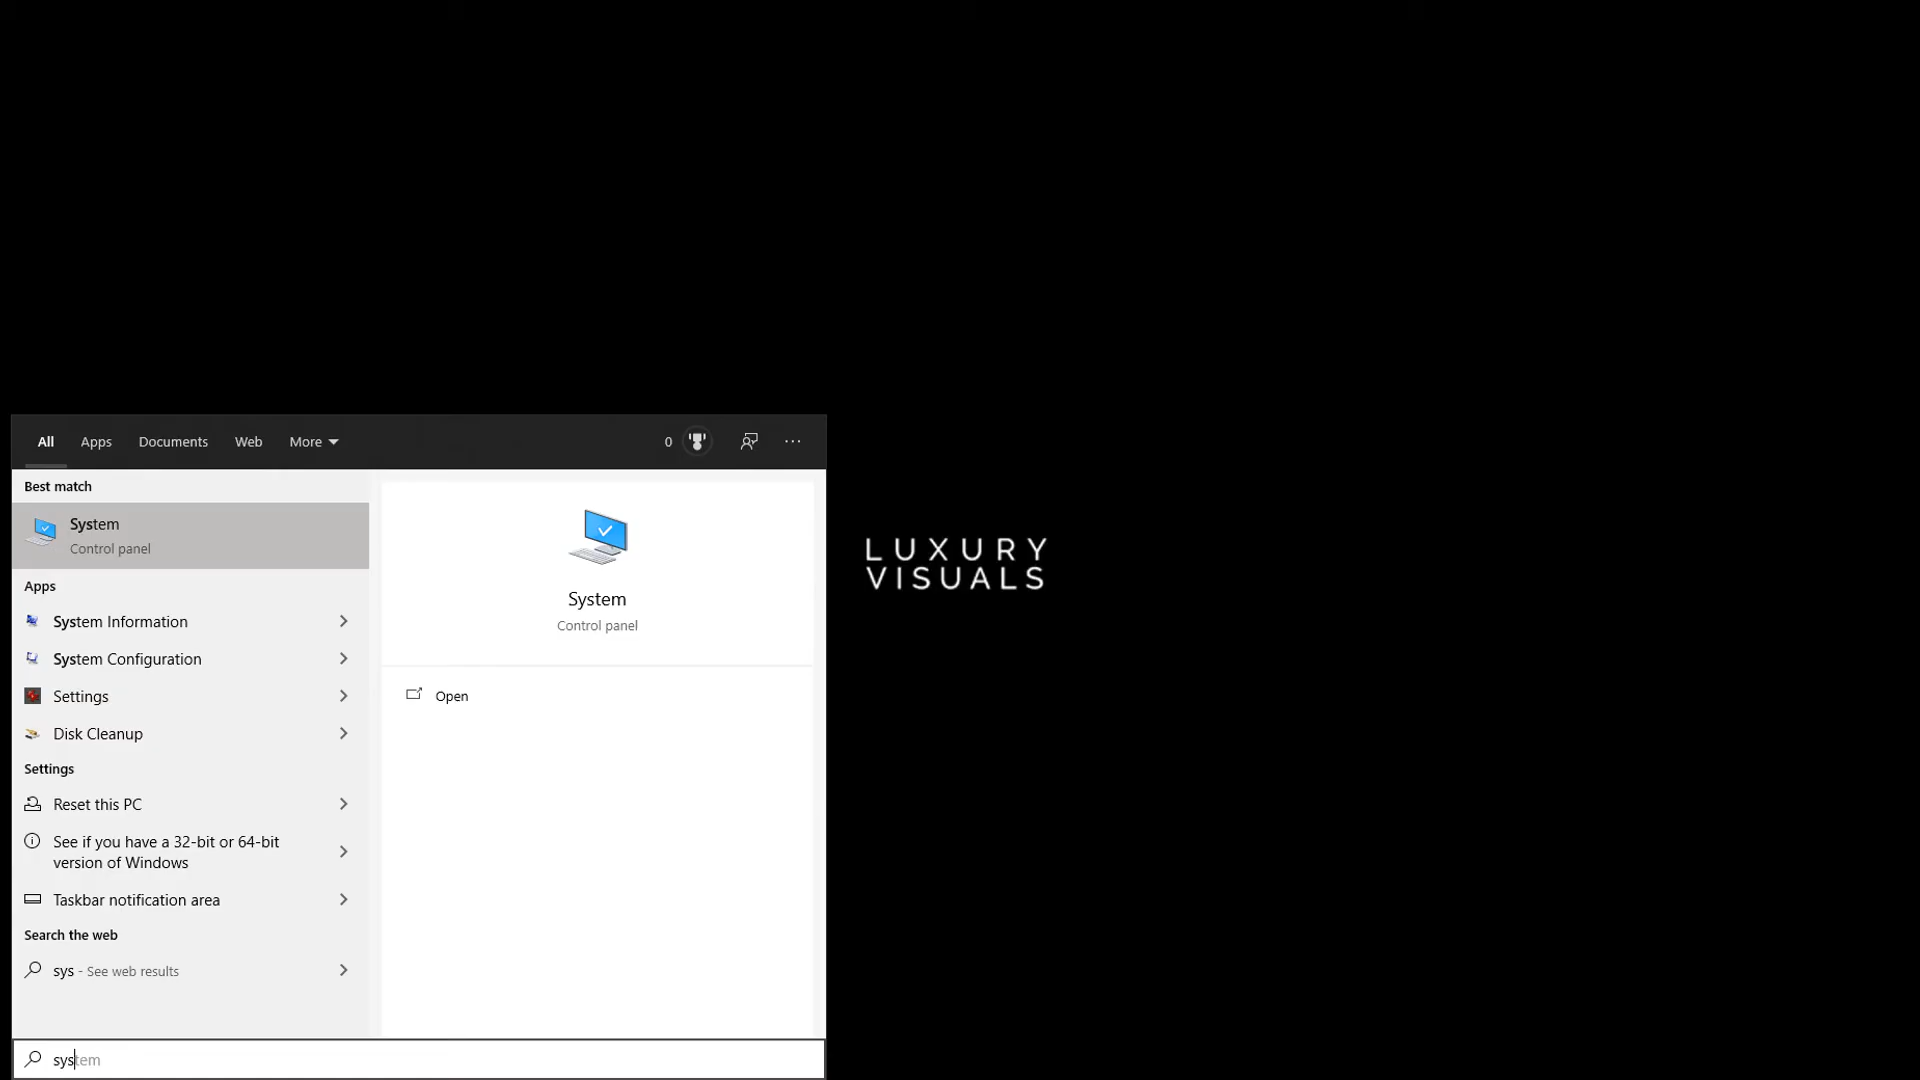 All Apps Documents Web More 0
Best match
System
Control panel
Apps
System Information
System Configuration
Settings
Disk Cleanup
Settings
Reset this PC
See if you have a 32-bit or 64-bit
version of Windows
Taskbar notification area
Search the web
sys - See web results
system
System
Control panel
Open
LUXURY
VISUALS